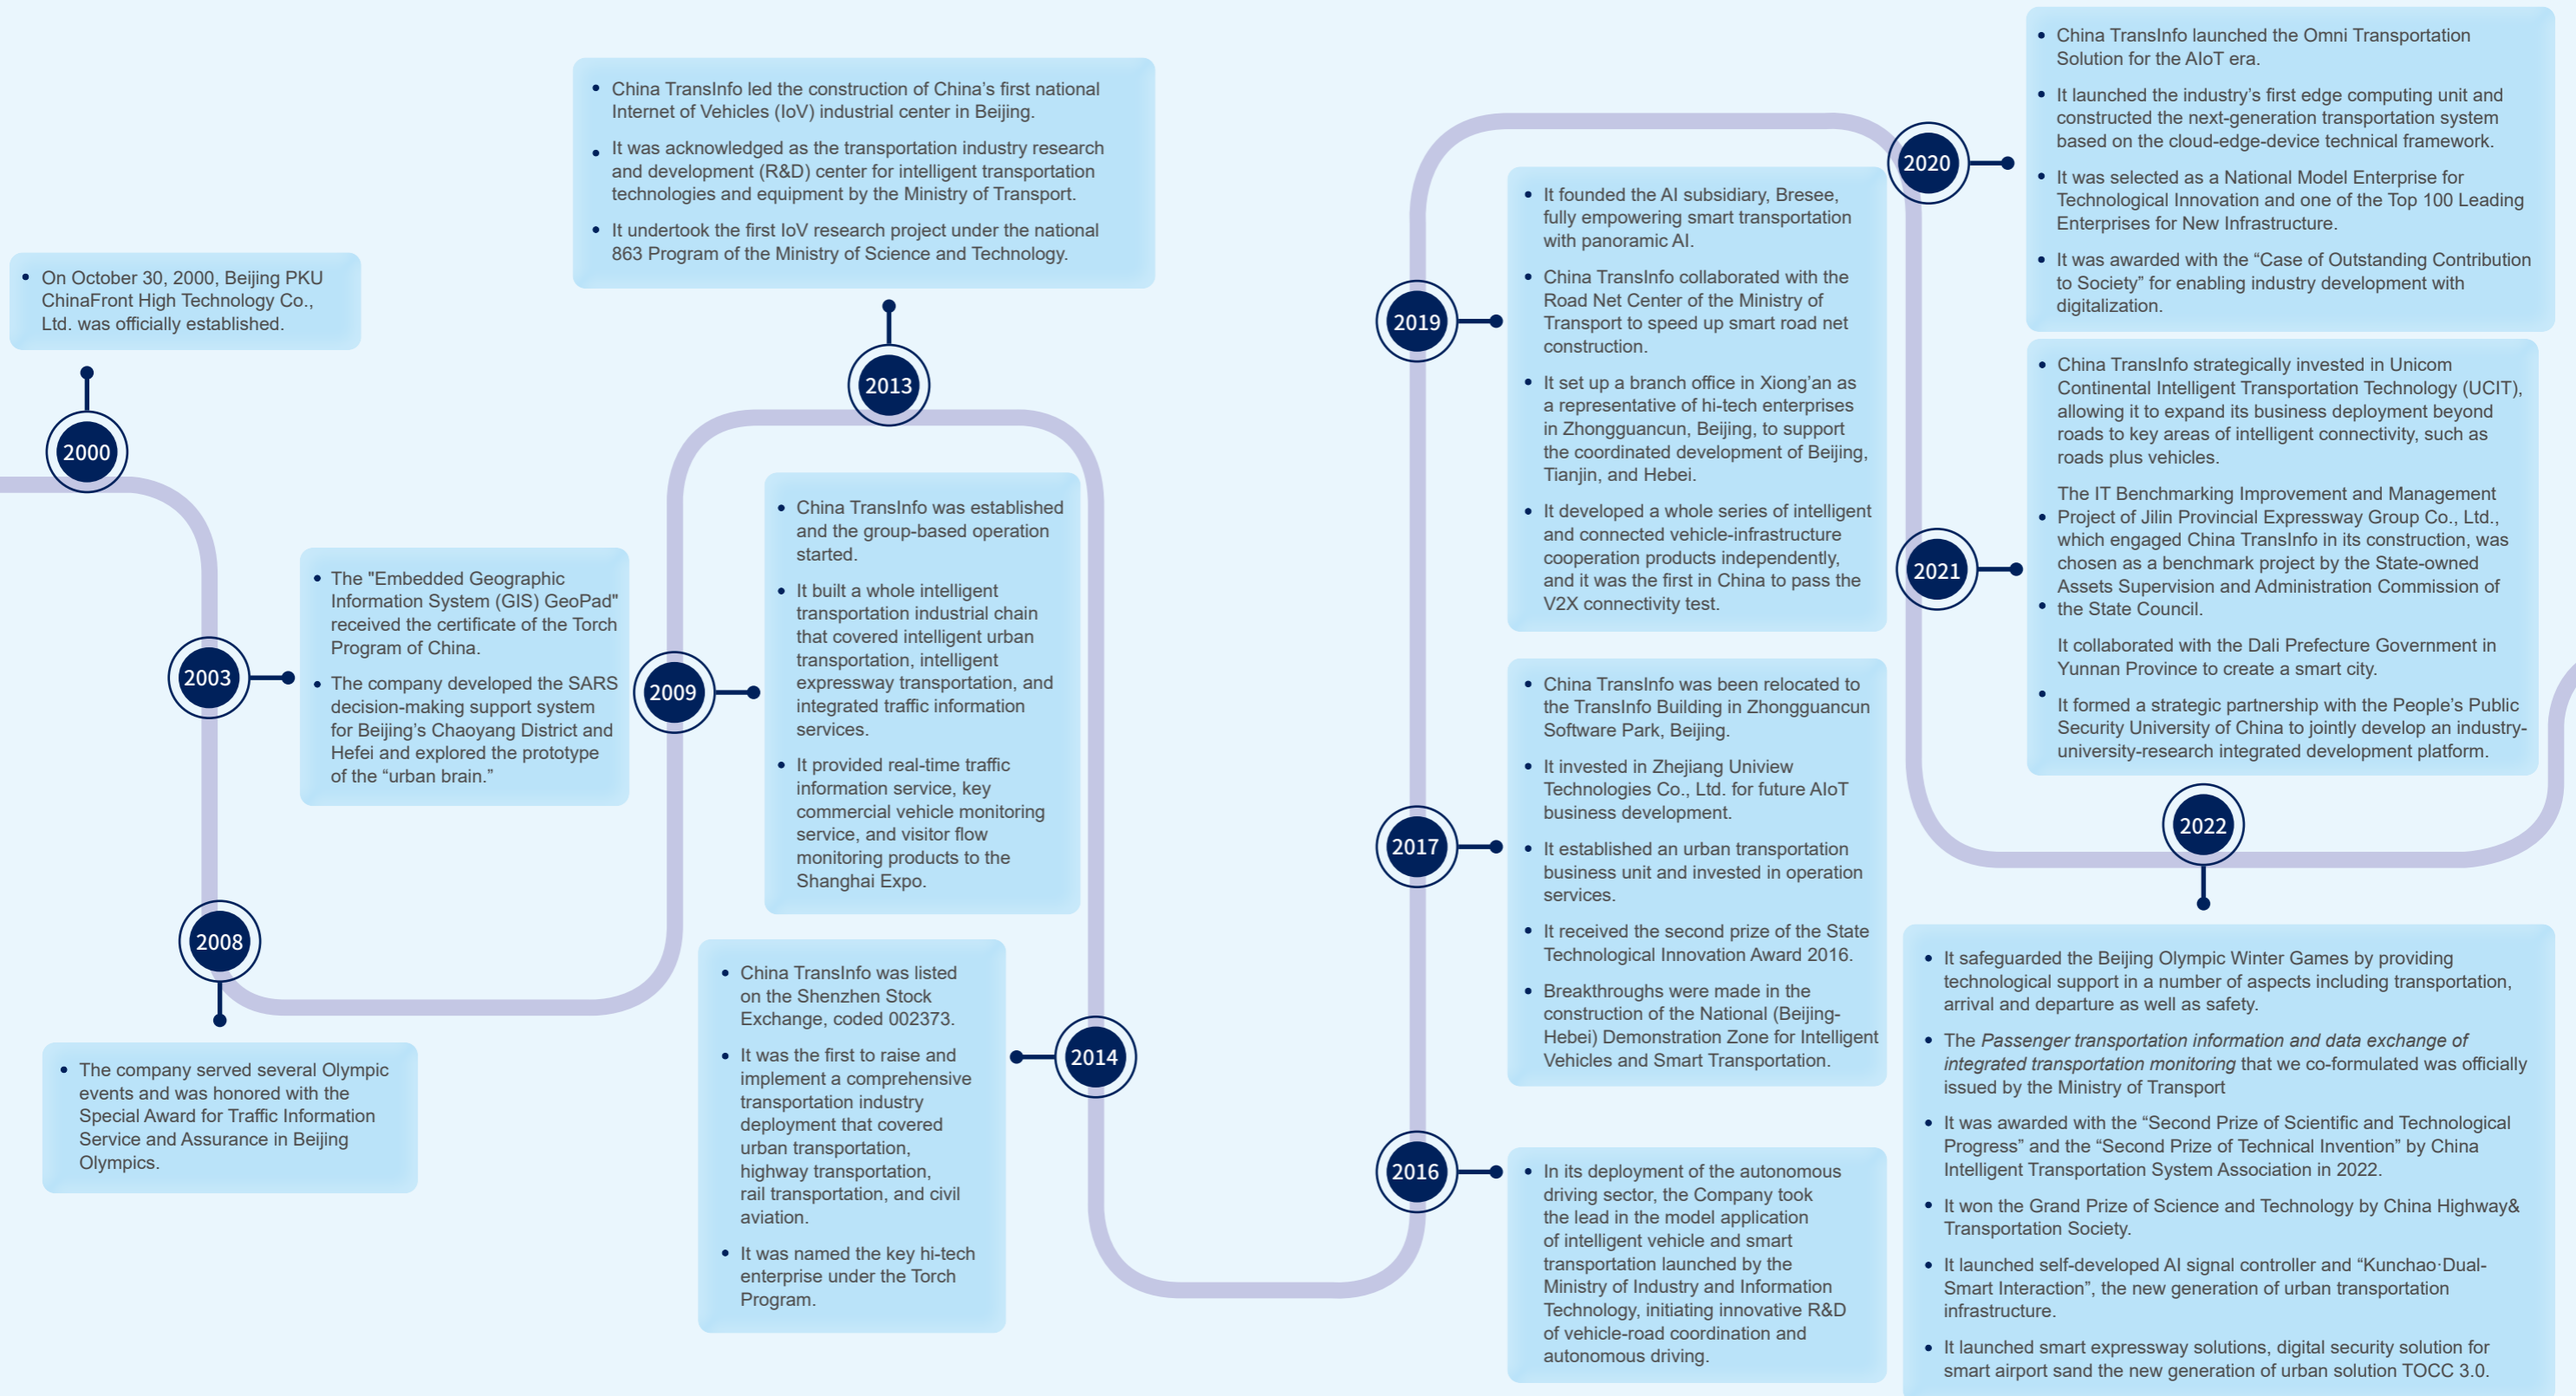 2000
On October 30, 2000, Beijing PKU
ChinaFront High Technology Co.,
Ltd. was officially established.
2003
The "Embedded Geographic
Information System (GIS) GeoPad"
received the certificate of the Torch
Program of China.
The company developed the SARS
decision-making support system
for Beijing’s Chaoyang District and
Hefei and explored the prototype
of the “urban brain.”
2008
The company served several Olympic
events and was honored with the
Special Award for Traffic Information
Service and Assurance in Beijing
Olympics.
2009
China TransInfo was established
and the group-based operation
started.
It built a whole intelligent
transportation industrial chain
that covered intelligent urban
transportation, intelligent
expressway transportation, and
integrated traffic information
services.
It provided real-time traffic
information service, key
commercial vehicle monitoring
service, and visitor flow
monitoring products to the
Shanghai Expo.
2013
China TransInfo led the construction of China’s first national
Internet of Vehicles (IoV) industrial center in Beijing.
It was acknowledged as the transportation industry research
and development (R&D) center for intelligent transportation
technologies and equipment by the Ministry of Transport.
It undertook the first IoV research project under the national
863 Program of the Ministry of Science and Technology.
2014
China TransInfo was listed
on the Shenzhen Stock
Exchange, coded 002373.
It was the first to raise and
implement a comprehensive
transportation industry
deployment that covered
urban transportation,
highway transportation,
rail transportation, and civil
aviation.
It was named the key hi-tech
enterprise under the Torch
Program.
2016
In its deployment of the autonomous
driving sector, the Company took
the lead in the model application
of intelligent vehicle and smart
transportation launched by the
Ministry of Industry and Information
Technology, initiating innovative R&D
of vehicle-road coordination and
autonomous driving.
2017
China TransInfo was been relocated to
the TransInfo Building in Zhongguancun
Software Park, Beijing.
It invested in Zhejiang Uniview
Technologies Co., Ltd. for future AIoT
business development.
It established an urban transportation
business unit and invested in operation
services.
It received the second prize of the State
Technological Innovation Award 2016.
Breakthroughs were made in the
construction of the National (Beijing-
Hebei) Demonstration Zone for Intelligent
Vehicles and Smart Transportation.
2019
It founded the AI subsidiary, Bresee,
fully empowering smart transportation
with panoramic AI.
China TransInfo collaborated with the
Road Net Center of the Ministry of
Transport to speed up smart road net
construction.
It set up a branch office in Xiong’an as
a representative of hi-tech enterprises
in Zhongguancun, Beijing, to support
the coordinated development of Beijing,
Tianjin, and Hebei.
It developed a whole series of intelligent
and connected vehicle-infrastructure
cooperation products independently,
and it was the first in China to pass the
V2X connectivity test.
2020
China TransInfo launched the Omni Transportation
Solution for the AIoT era.
It launched the industry’s first edge computing unit and
constructed the next-generation transportation system
based on the cloud-edge-device technical framework.
It was selected as a National Model Enterprise for
Technological Innovation and one of the Top 100 Leading
Enterprises for New Infrastructure.
It was awarded with the “Case of Outstanding Contribution
to Society” for enabling industry development with
digitalization.
2021
China TransInfo strategically invested in Unicom
Continental Intelligent Transportation Technology (UCIT),
allowing it to expand its business deployment beyond
roads to key areas of intelligent connectivity, such as
roads plus vehicles.
The IT Benchmarking Improvement and Management
Project of Jilin Provincial Expressway Group Co., Ltd.,
which engaged China TransInfo in its construction, was
chosen as a benchmark project by the State-owned
Assets Supervision and Administration Commission of
the State Council.
It collaborated with the Dali Prefecture Government in
Yunnan Province to create a smart city.
It formed a strategic partnership with the People’s Public
Security University of China to jointly develop an industry-
university-research integrated development platform.
2022
It safeguarded the Beijing Olympic Winter Games by providing
technological support in a number of aspects including transportation,
arrival and departure as well as safety.
The Passenger transportation information and data exchange of
integrated transportation monitoring that we co-formulated was officially
issued by the Ministry of Transport
It was awarded with the “Second Prize of Scientific and Technological
Progress” and the “Second Prize of Technical Invention” by China
Intelligent Transportation System Association in 2022.
It won the Grand Prize of Science and Technology by China Highway&
Transportation Society.
It launched self-developed AI signal controller and “Kunchao·Dual-
Smart Interaction”, the new generation of urban transportation
infrastructure.
It launched smart expressway solutions, digital security solution for
smart airport sand the new generation of urban solution TOCC 3.0.